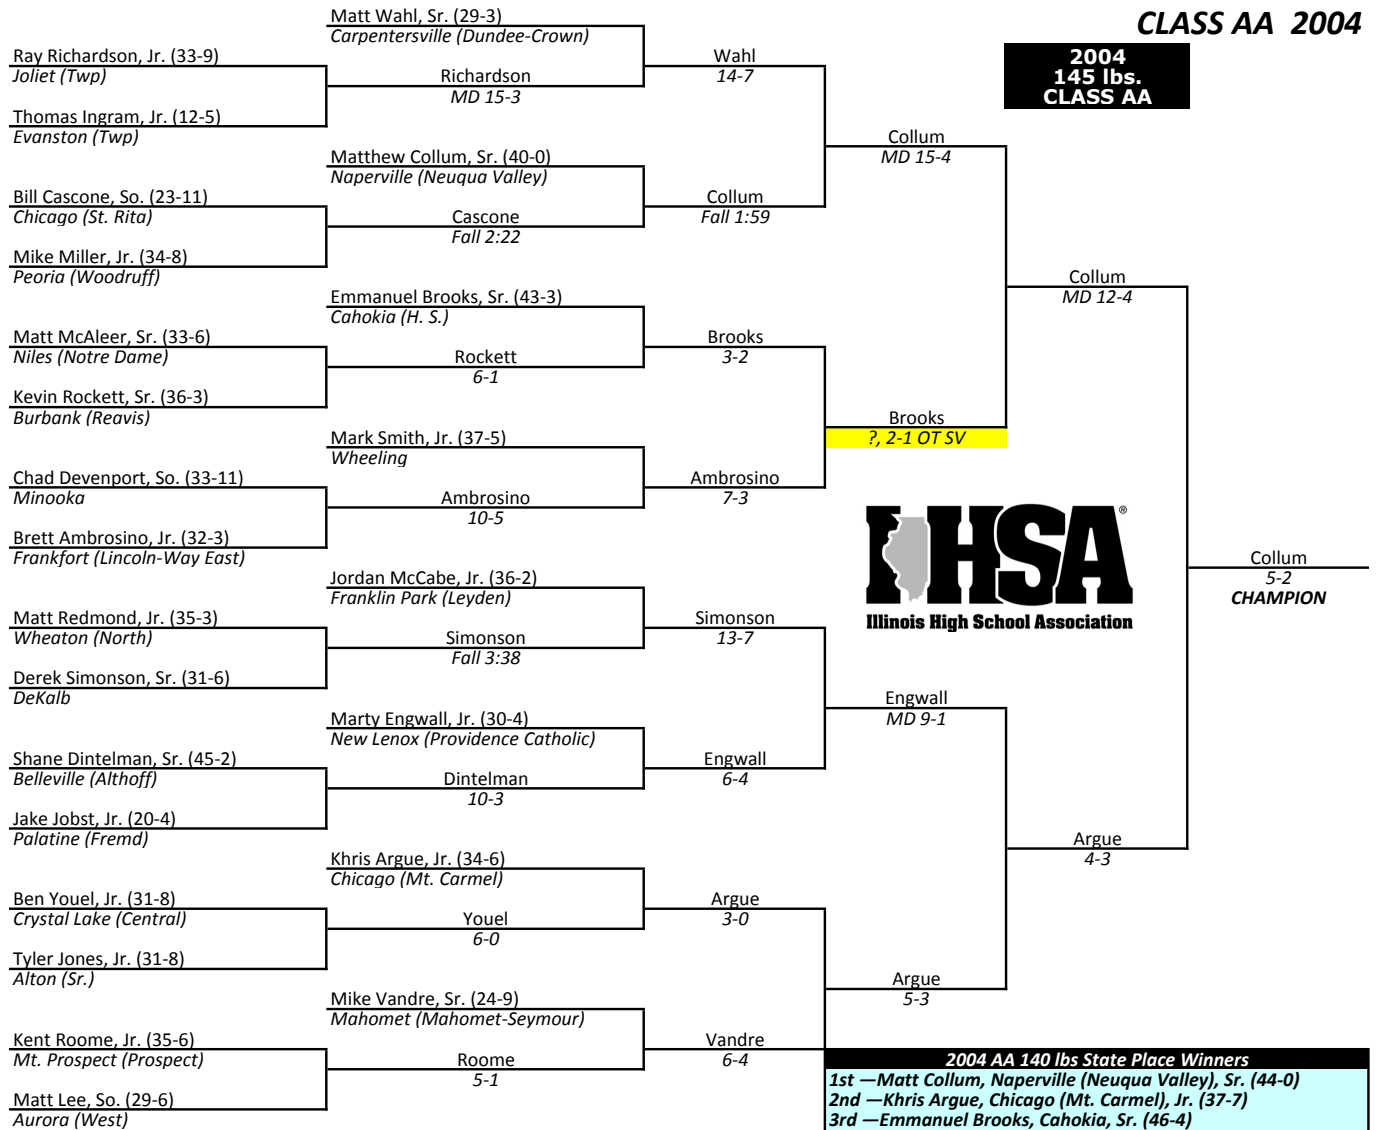 CLASS AA  2004
2004
145 lbs.
CLASS AA
Ray Richardson, Jr. (33-9)
Joliet (Twp)
Thomas Ingram, Jr. (12-5)
Evanston (Twp)
Bill Cascone, So. (23-11)
Chicago (St. Rita)
Mike Miller, Jr. (34-8)
Peoria (Woodruff)
Matt McAleer, Sr. (33-6)
Niles (Notre Dame)
Kevin Rockett, Sr. (36-3)
Burbank (Reavis)
Chad Devenport, So. (33-11)
Minooka
Brett Ambrosino, Jr. (32-3)
Frankfort (Lincoln-Way East)
Matt Redmond, Jr. (35-3)
Wheaton (North)
Derek Simonson, Sr. (31-6)
DeKalb
Shane Dintelman, Sr. (45-2)
Belleville (Althoff)
Jake Jobst, Jr. (20-4)
Palatine (Fremd)
Ben Youel, Jr. (31-8)
Crystal Lake (Central)
Tyler Jones, Jr. (31-8)
Alton (Sr.)
Kent Roome, Jr. (35-6)
Mt. Prospect (Prospect)
Matt Lee, So. (29-6)
Aurora (West)
Matt Wahl, Sr. (29-3)
Carpentersville (Dundee-Crown)
Richardson
MD 15-3
Matthew Collum, Sr. (40-0)
Naperville (Neuqua Valley)
Cascone
Fall 2:22
Emmanuel Brooks, Sr. (43-3)
Cahokia (H. S.)
Rockett
6-1
Mark Smith, Jr. (37-5)
Wheeling
Ambrosino
10-5
Jordan McCabe, Jr. (36-2)
Franklin Park (Leyden)
Simonson
Fall 3:38
Marty Engwall, Jr. (30-4)
New Lenox (Providence Catholic)
Dintelman
10-3
Khris Argue, Jr. (34-6)
Chicago (Mt. Carmel)
Youel
6-0
Mike Vandre, Sr. (24-9)
Mahomet (Mahomet-Seymour)
Roome
5-1
Wahl
14-7
Collum
Fall 1:59
Brooks
3-2
Ambrosino
7-3
Simonson
13-7
Engwall
6-4
Argue
3-0
Vandre
6-4
Collum
MD 15-4
Brooks
?, 2-1 OT SV
Engwall
MD 9-1
Argue
5-3
Collum
MD 12-4
Argue
4-3
Collum
5-2
CHAMPION
IHSA®
Illinois High School Association
2004 AA 140 lbs State Place Winners
1st —Matt Collum, Naperville (Neuqua Valley), Sr. (44-0)
2nd —Khris Argue, Chicago (Mt. Carmel), Jr. (37-7)
3rd —Emmanuel Brooks, Cahokia, Sr. (46-4)